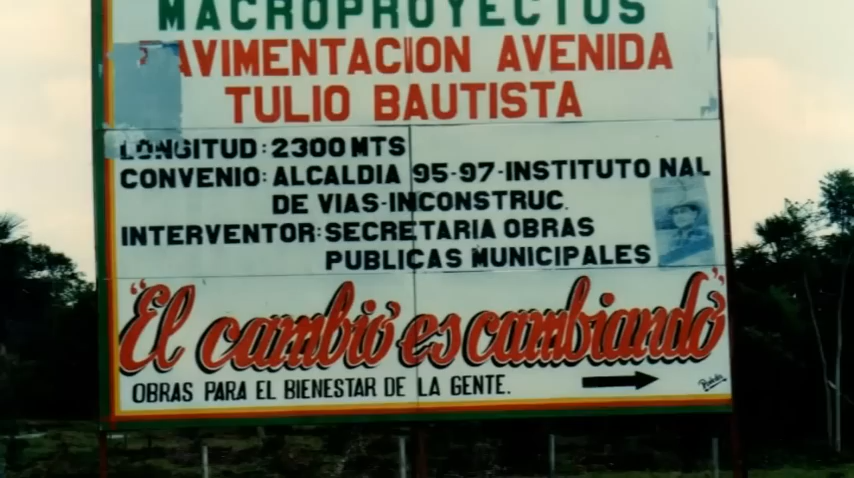 MACROPROYECTOS
PAVIMENTACION AVENIDA
TULIO BAUTISTA
LONGITUD: 2300 MTS
CONVENIO: ALCALDIA 95-97-INSTITUTO NAL
DE VIAS-INCONSTRUC.
INTERVENTOR: SECRETARIA OBRAS
PUBLICAS MUNICIPALES
"El cambio es cambiando"
OBRAS PARA EL BIENESTAR DE LA GENTE.